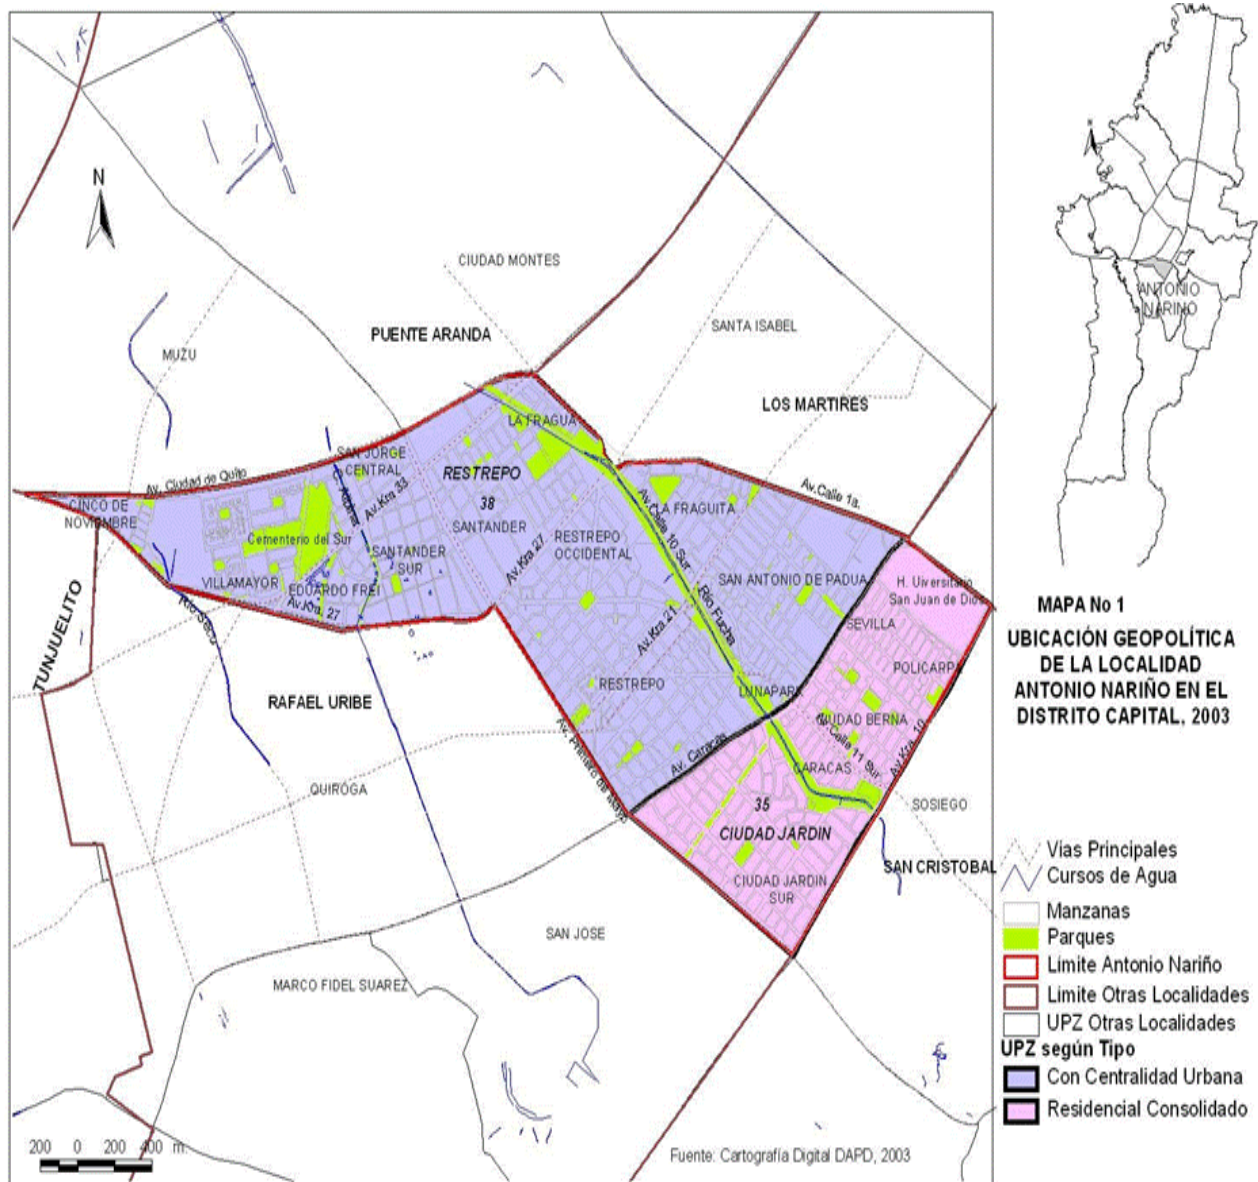 N
N
CIUDAD MONTES
SANTA ISABEL
PUENTE ARANDA
MUZU
LOS MARTIRES
ANTONIO
NARIÑO
LA FRAGUA
SAN JORGE
CENTRAL
RESTREPO
38
SANTANDER
Av. Ciudad de Quito
Av.Kra 33
CINCO DE
NOVIEMBRE
Cementerio del Sur
SANTANDER
SUR
VILLAMAYOR
EDUARDO FREI
Av.Kra. 27
Av.Kra 27
RESTREPO
OCCIDENTAL
Av.Calle 10 Sur
LA FRAGUITA
Av.Calle 1a.
SAN ANTONIO DE PADUA
Río Fucha
Av.Kra 21
H. Uiversitario
San Juan de Dios
SEVILLA
POLICARPA
RESTREPO
LUNAPARK
CIUDAD BERNA
Av.Calle 11 Sur
Av.Kra 10
CARACAS
Av. Caracas
Av. Primero de Mayo
35
CIUDAD JARDIN
CIUDAD JARDIN
SUR
SOSIEGO
SAN CRISTOBAL
TUNJUELITO
Río Seco
RAFAEL URIBE
QUIROGA
SAN JOSE
MARCO FIDEL SUAREZ
200 0 200 400 m.
Fuente: Cartografía Digital DAPD, 2003
MAPA No 1
UBICACIÓN GEOPOLÍTICA
DE LA LOCALIDAD
ANTONIO NARIÑO EN EL
DISTRITO CAPITAL, 2003
Vías Principales
Cursos de Agua
Manzanas
Parques
Limite Antonio Nariño
Limite Otras Localidades
UPZ Otras Localidades
UPZ según Tipo
Con Centralidad Urbana
Residencial Consolidado